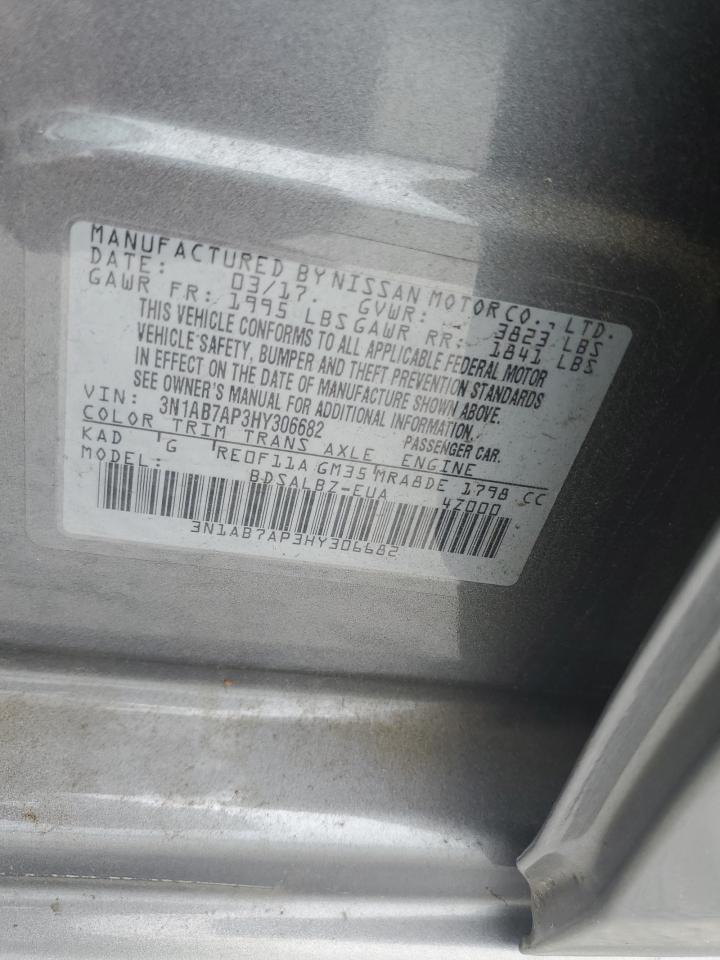 MANUFACTURED BY NISSAN MOTOR CO., LTD.
DATE: 03/17. GVWR: 3823 LBS
GAWR FR: 1995 LBS GAWR RR: 1841 LBS
THIS VEHICLE CONFORMS TO ALL APPLICABLE FEDERAL MOTOR
VEHICLE SAFETY, BUMPER AND THEFT PREVENTION STANDARDS
IN EFFECT ON THE DATE OF MANUFACTURE SHOWN ABOVE.
SEE OWNER'S MANUAL FOR ADDITIONAL INFORMATION.
VIN: 3N1AB7AP3HY306682 PASSENGER CAR.
COLOR TRIM TRANS AXLE ENGINE
KAD G RE0F11A GM35 MRA8DE 1798 CC
MODEL: BDSALBZ-EUA 4Z000
3N1AB7AP3HY306682